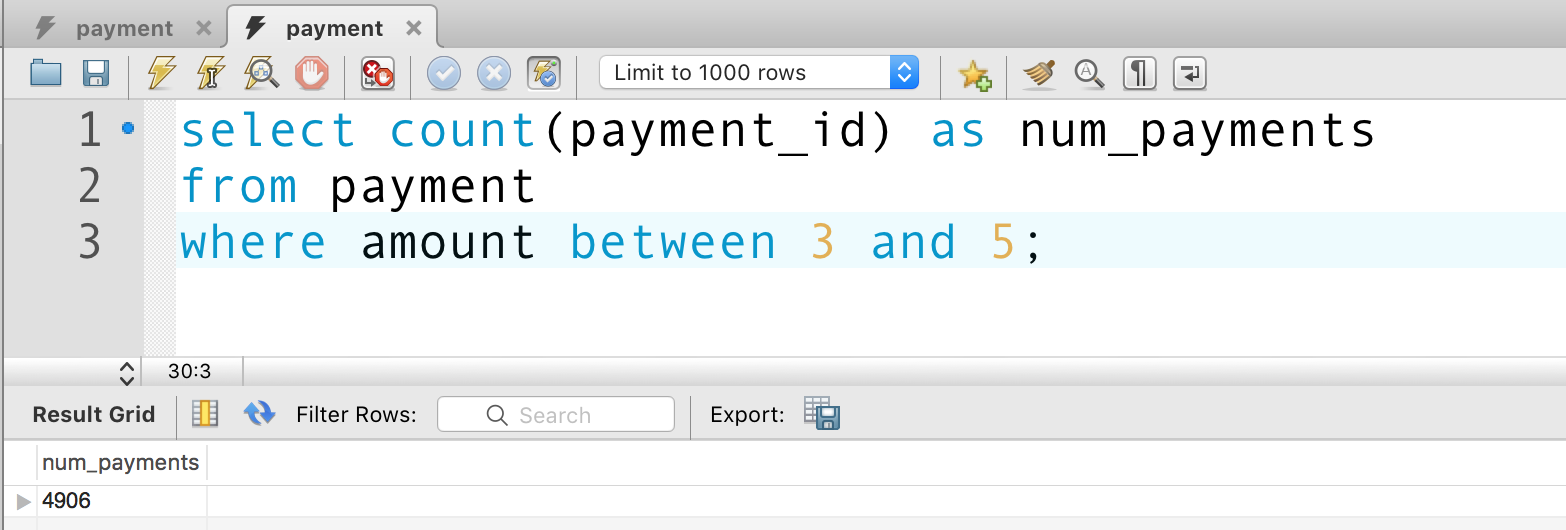 payment payment
Limit to 1000 rows
1 select count(payment_id) as num_payments
2 from payment
3 where amount between 3 and 5;
30:3
Result Grid Filter Rows: Search Export:
num_payments
4906